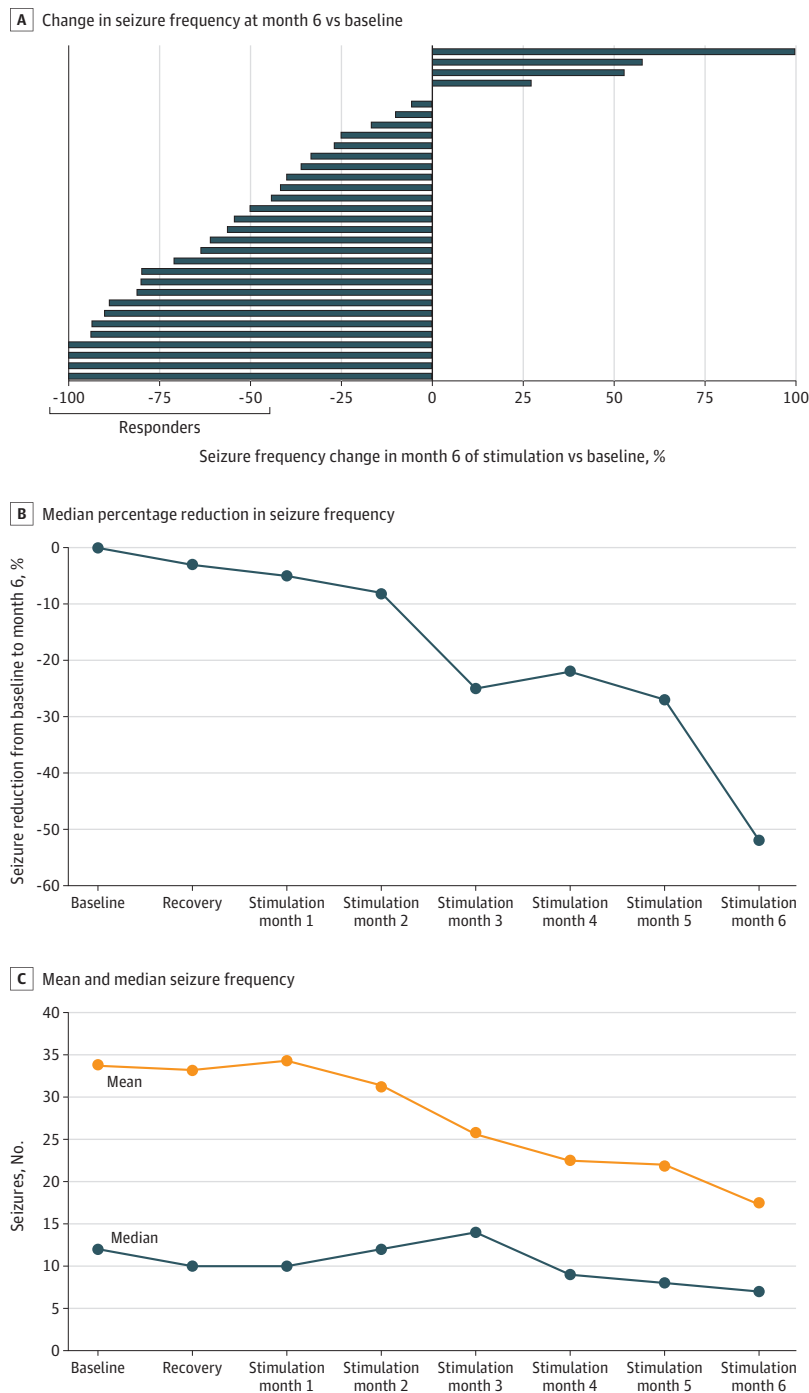 A Change in seizure frequency at month 6 vs baseline
-100 -75 -50 -25 0 25 50 75 100
Responders
Seizure frequency change in month 6 of stimulation vs baseline, %
B Median percentage reduction in seizure frequency
Seizure reduction from baseline to month 6, %
0
-10
-20
-30
-40
-50
-60
Baseline Recovery Stimulation Stimulation Stimulation Stimulation Stimulation Stimulation
month 1 month 2 month 3 month 4 month 5 month 6
C Mean and median seizure frequency
Seizures, No.
40
35
Mean
30
25
20
15
Median
10
5
0
Baseline Recovery Stimulation Stimulation Stimulation Stimulation Stimulation Stimulation
month 1 month 2 month 3 month 4 month 5 month 6